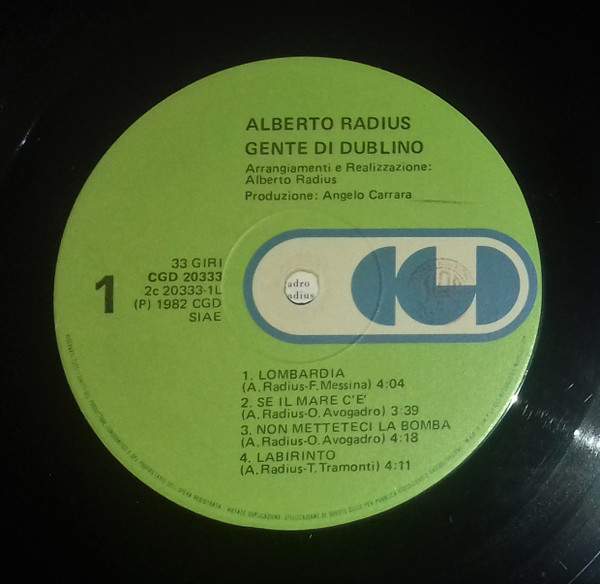 ALBERTO RADIUS
GENTE DI DUBLINO
Arrangiamenti e Realizzazione:
Alberto Radius
Produzione: Angelo Carrara
33 GIRI
CGD 20333
2c 20333-1L
(P) 1982 CGD
SIAE
1
adro
adius
CGD
1. LOMBARDIA
(A. Radius-F. Messina) 4:04
2. SE IL MARE C'E'
(A. Radius-O. Avogadro) 3:39
3. NON METTETECI LA BOMBA
(A. Radius-O. Avogadro) 4:18
4. LABIRINTO
(A. Radius-T. Tramonti) 4:11